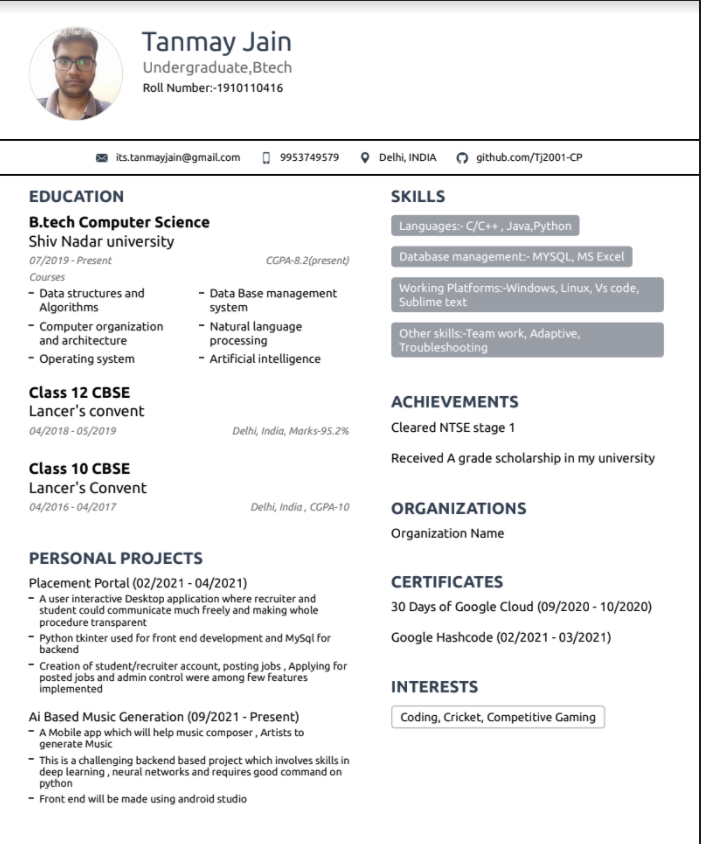 Tanmay Jain
Undergraduate,Btech
Roll Number:-1910110416
its.tanmayjain@gmail.com
9953749579
Delhi, INDIA
github.com/Tj2001-CP
EDUCATION
B.tech Computer Science
Shiv Nadar university
07/2019 - Present
CGPA-8.2(present)
Courses
– Data structures and
Algorithms
– Computer organization
and architecture
– Operating system
– Data Base management
system
– Natural language
processing
– Artificial intelligence
Class 12 CBSE
Lancer's convent
04/2018 - 05/2019
Delhi, India, Marks-95.2%
Class 10 CBSE
Lancer's Convent
04/2016 - 04/2017
Delhi, India , CGPA-10
PERSONAL PROJECTS
Placement Portal (02/2021 - 04/2021)
– A user interactive Desktop application where recruiter and
student could communicate much freely and making whole
procedure transparent
– Python tkinter used for front end development and MySql for
backend
– Creation of student/recruiter account, posting jobs , Applying for
posted jobs and admin control were among few features
implemented
Ai Based Music Generation (09/2021 - Present)
– A Mobile app which will help music composer , Artists to
generate Music
– This is a challenging backend based project which involves skills in
deep learning , neural networks and requires good command on
python
– Front end will be made using android studio
SKILLS
Languages:- C/C++ , Java,Python
Database management:- MYSQL, MS Excel
Working Platforms:-Windows, Linux, Vs code,
Sublime text
Other skills:-Team work, Adaptive,
Troubleshooting
ACHIEVEMENTS
Cleared NTSE stage 1
Received A grade scholarship in my university
ORGANIZATIONS
Organization Name
CERTIFICATES
30 Days of Google Cloud (09/2020 - 10/2020)
Google Hashcode (02/2021 - 03/2021)
INTERESTS
Coding, Cricket, Competitive Gaming